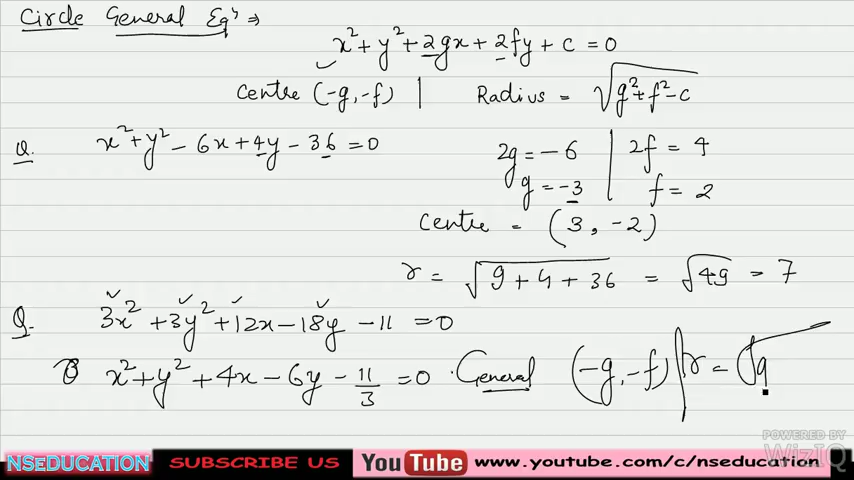 Circle General Eqⁿ ⇒
x² + y² + 2gx + 2fy + c = 0
Centre (-g, -f) | Radius = √(g² + f² - c)
Q. x² + y² - 6x + 4y - 36 = 0
2g = -6 | 2f = 4
g = -3 | f = 2
Centre = (3, -2)
r = √(9 + 4 + 36) = √49 = 7
Q. 3x² + 3y² + 12x - 18y - 11 = 0
x² + y² + 4x - 6y - 11/3 = 0 . General (-g, -f) | r = √g
POWERED BY
WizIQ
NSEDUCATION SUBSCRIBE US YouTube www.youtube.com/c/nseducation